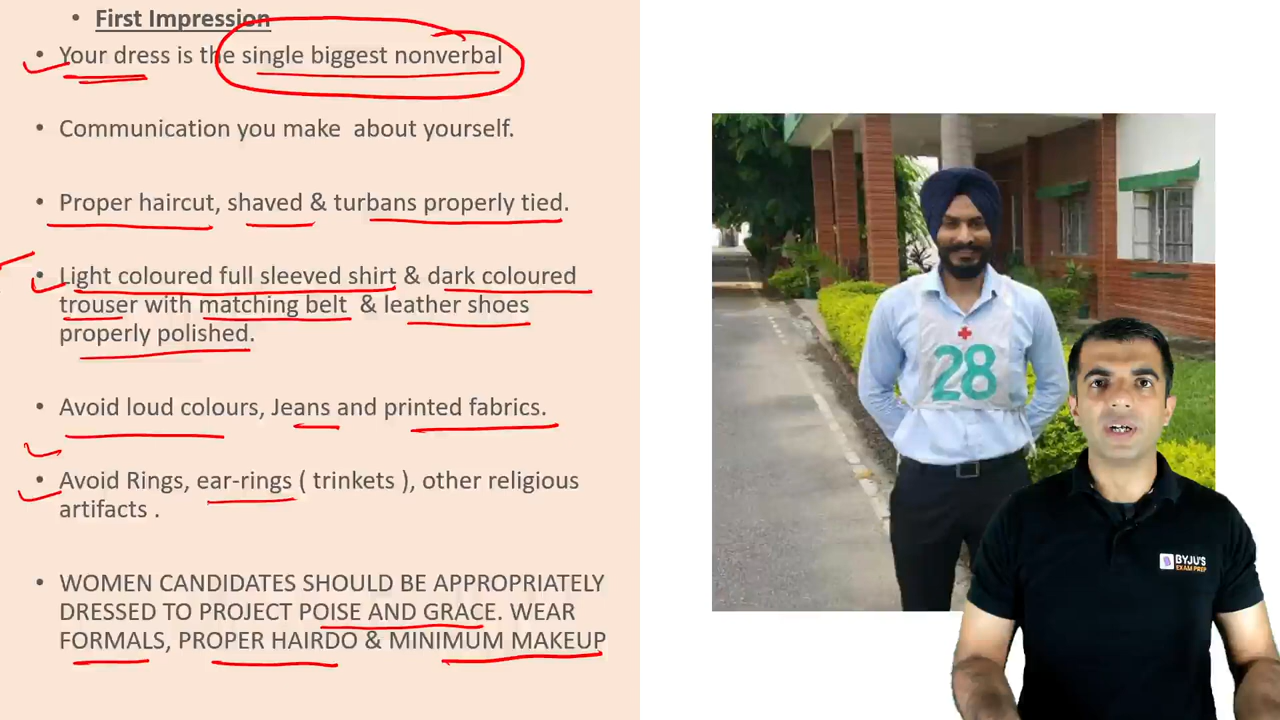 • First Impression
• Your dress is the single biggest nonverbal
• Communication you make about yourself.
• Proper haircut, shaved & turbans properly tied.
• Light coloured full sleeved shirt & dark coloured
trouser with matching belt & leather shoes
properly polished.
• Avoid loud colours, Jeans and printed fabrics.
• Avoid Rings, ear-rings ( trinkets ), other religious
artifacts .
• WOMEN CANDIDATES SHOULD BE APPROPRIATELY
DRESSED TO PROJECT POISE AND GRACE. WEAR
FORMALS, PROPER HAIRDO & MINIMUM MAKEUP
28
BYJU'S
EXAM PREP